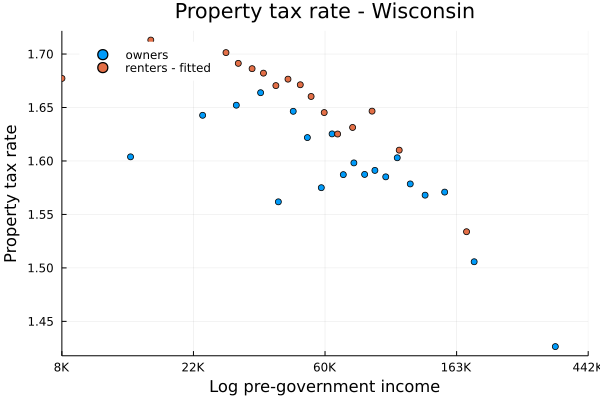 Property tax rate - Wisconsin
owners
renters - fitted
1.70
1.65
1.60
1.55
1.50
1.45
Property tax rate
8K
22K
60K
163K
442K
Log pre-government income